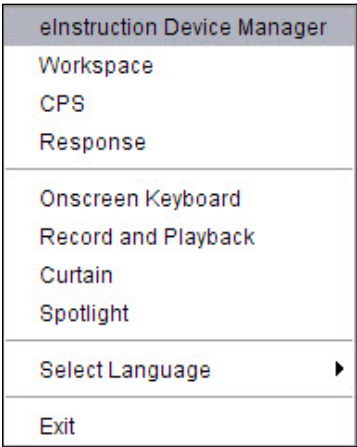 eInstruction Device Manager
Workspace
CPS
Response
Onscreen Keyboard
Record and Playback
Curtain
Spotlight
Select Language
Exit